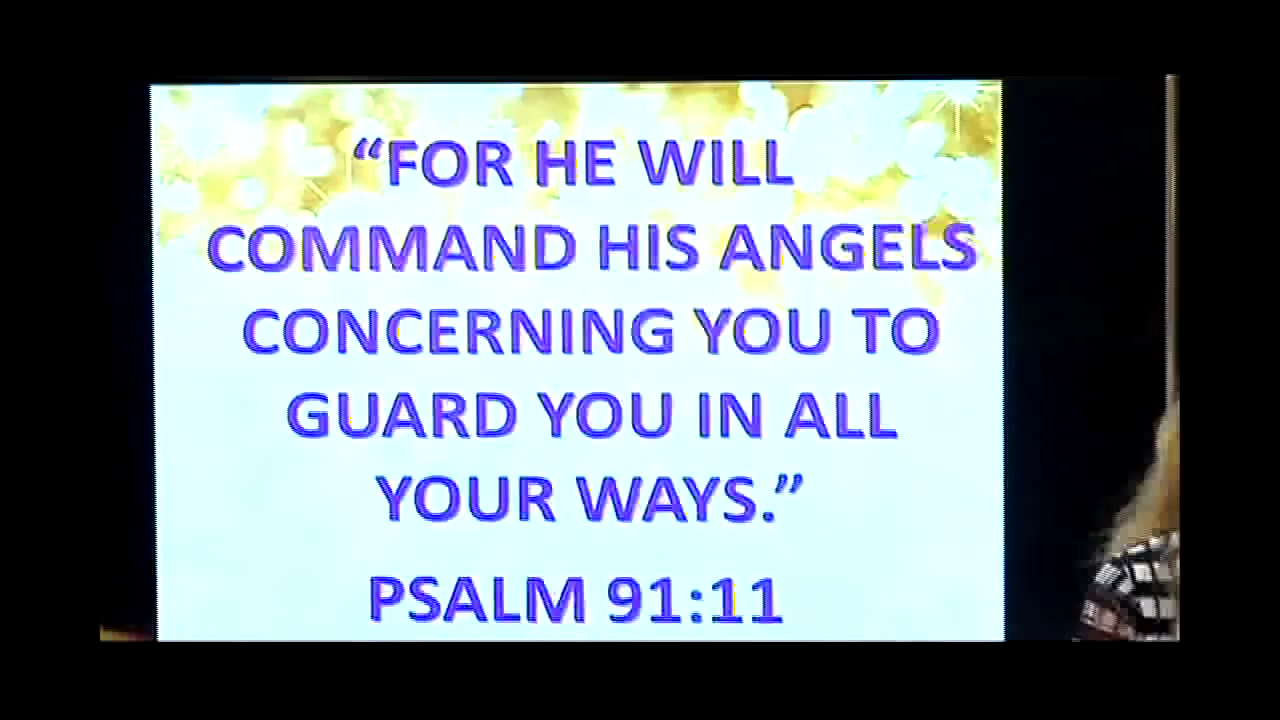 “FOR HE WILL
COMMAND HIS ANGELS
CONCERNING YOU TO
GUARD YOU IN ALL
YOUR WAYS.”
PSALM 91:11